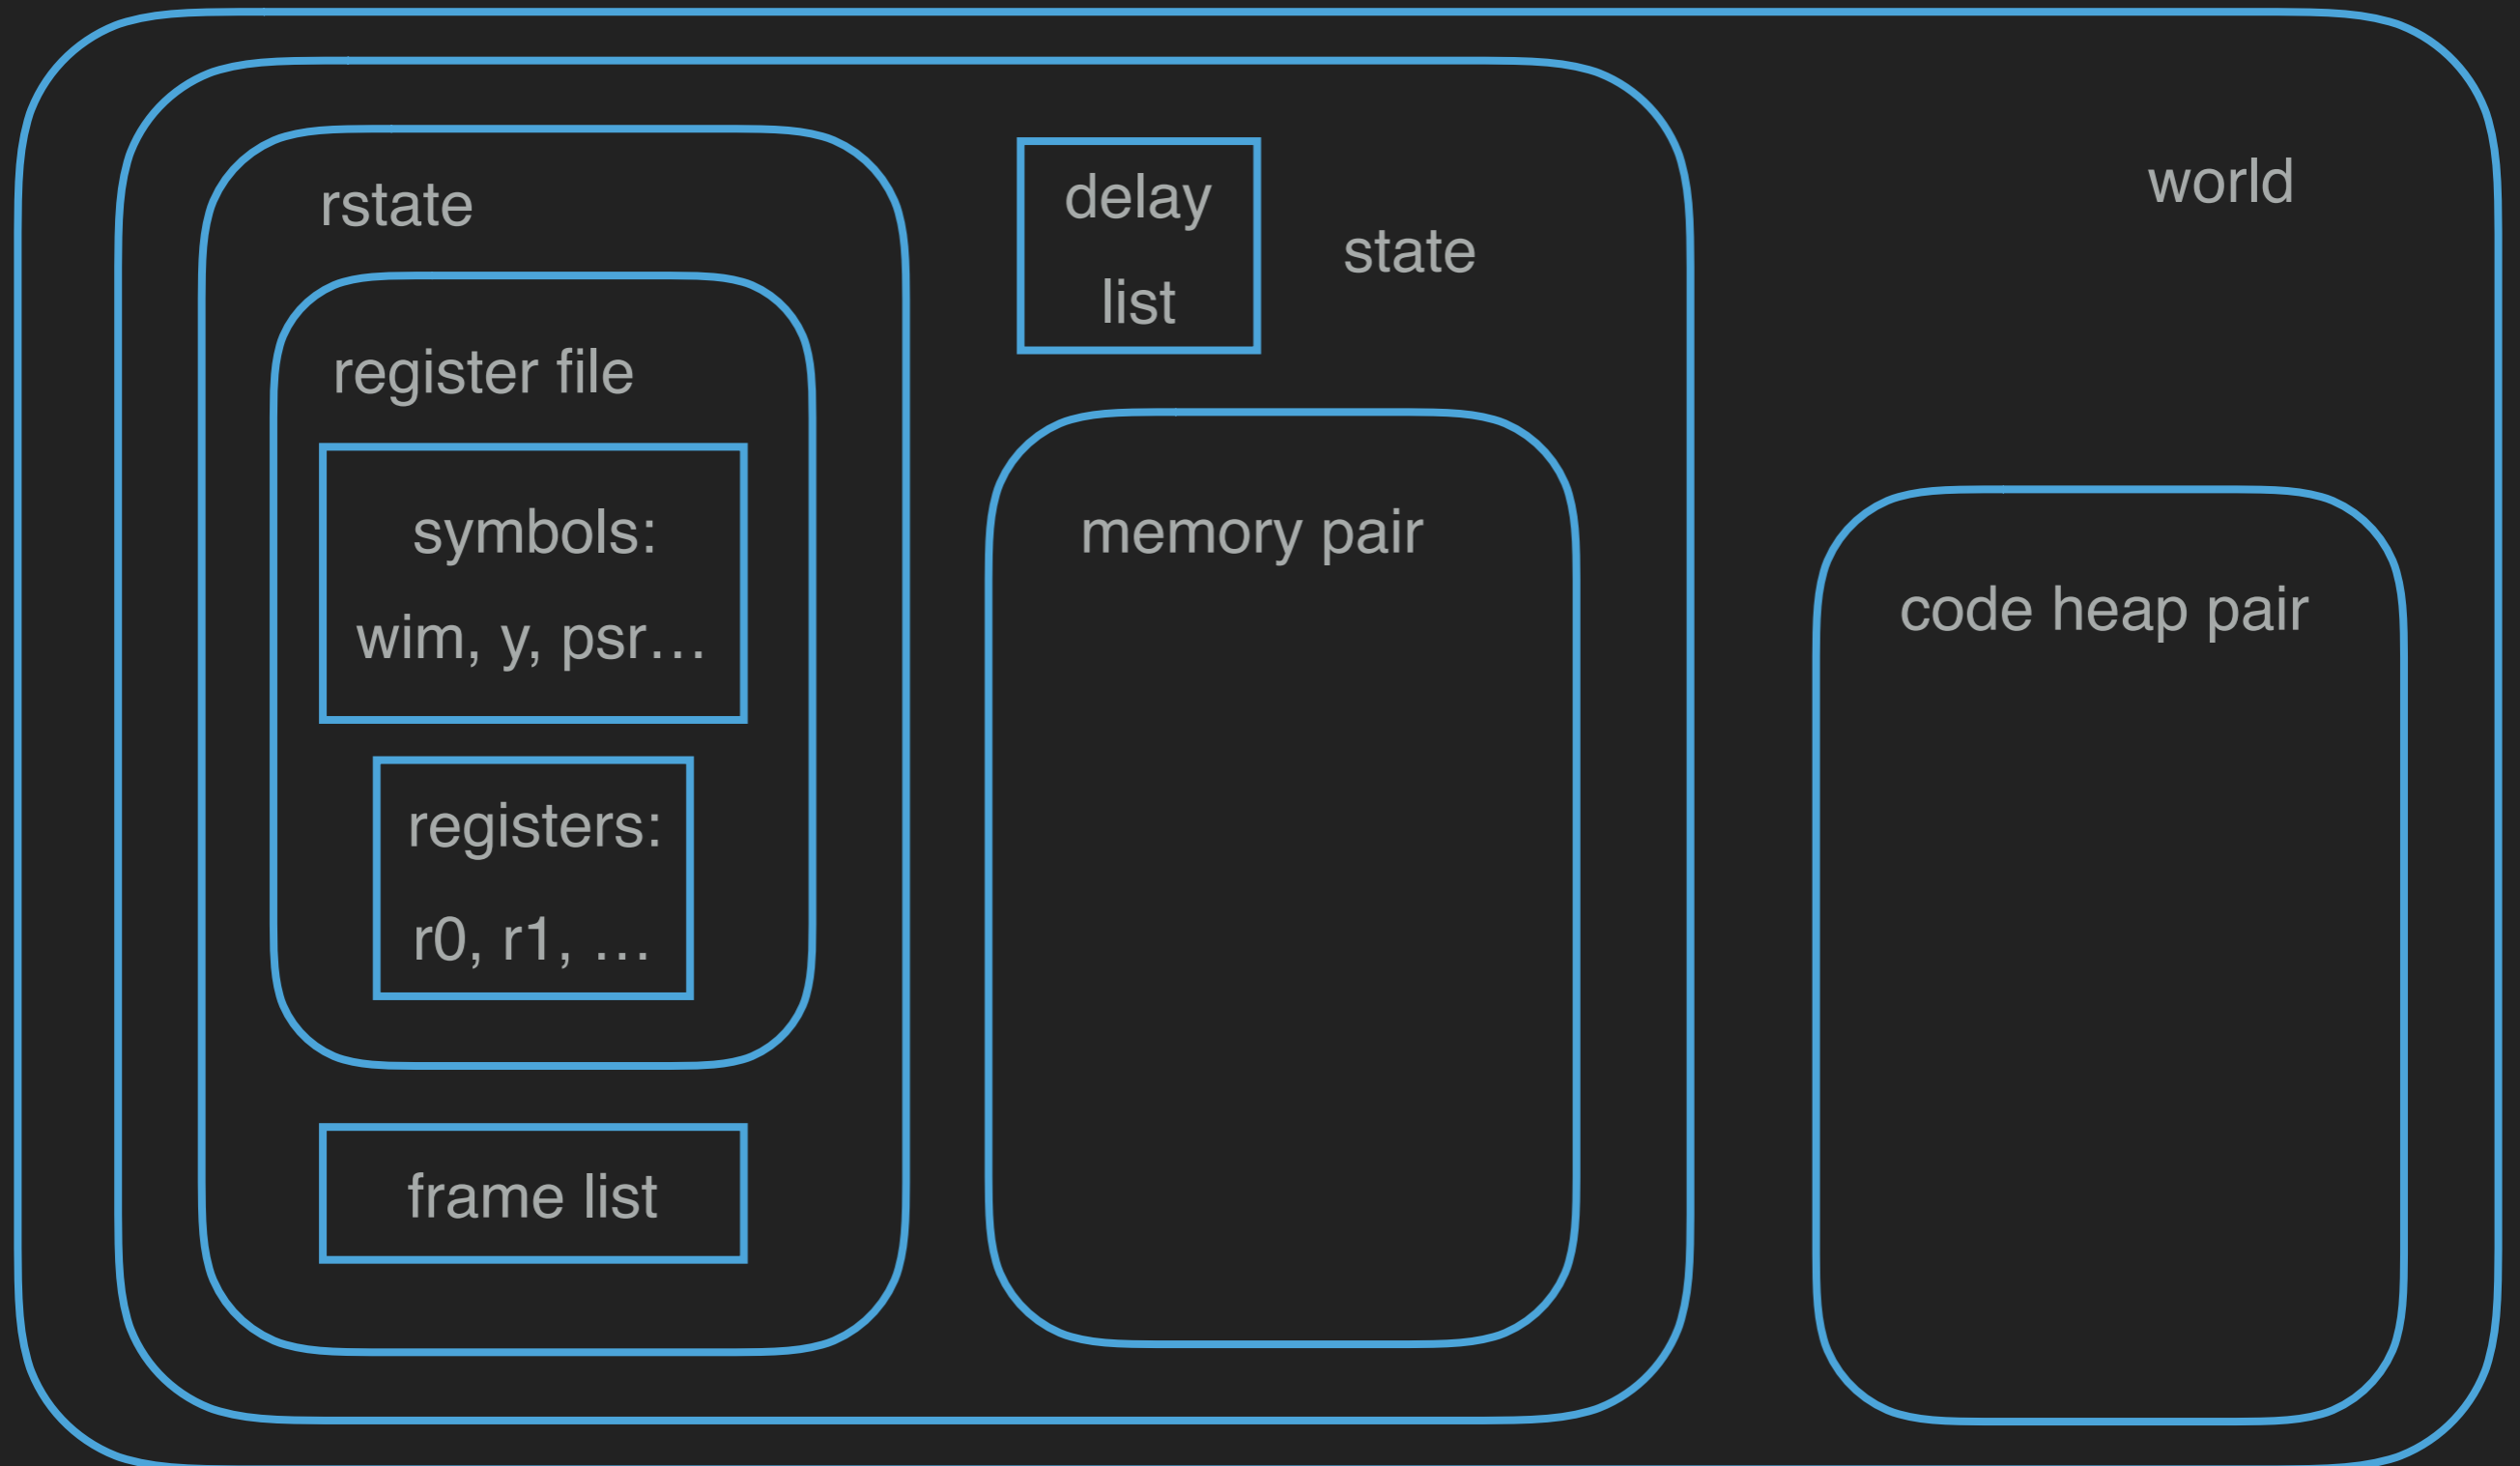 rstate
register file
symbols:
wim, y, psr…
registers:
r0, r1, …
frame list
delay
list
state
memory pair
world
code heap pair